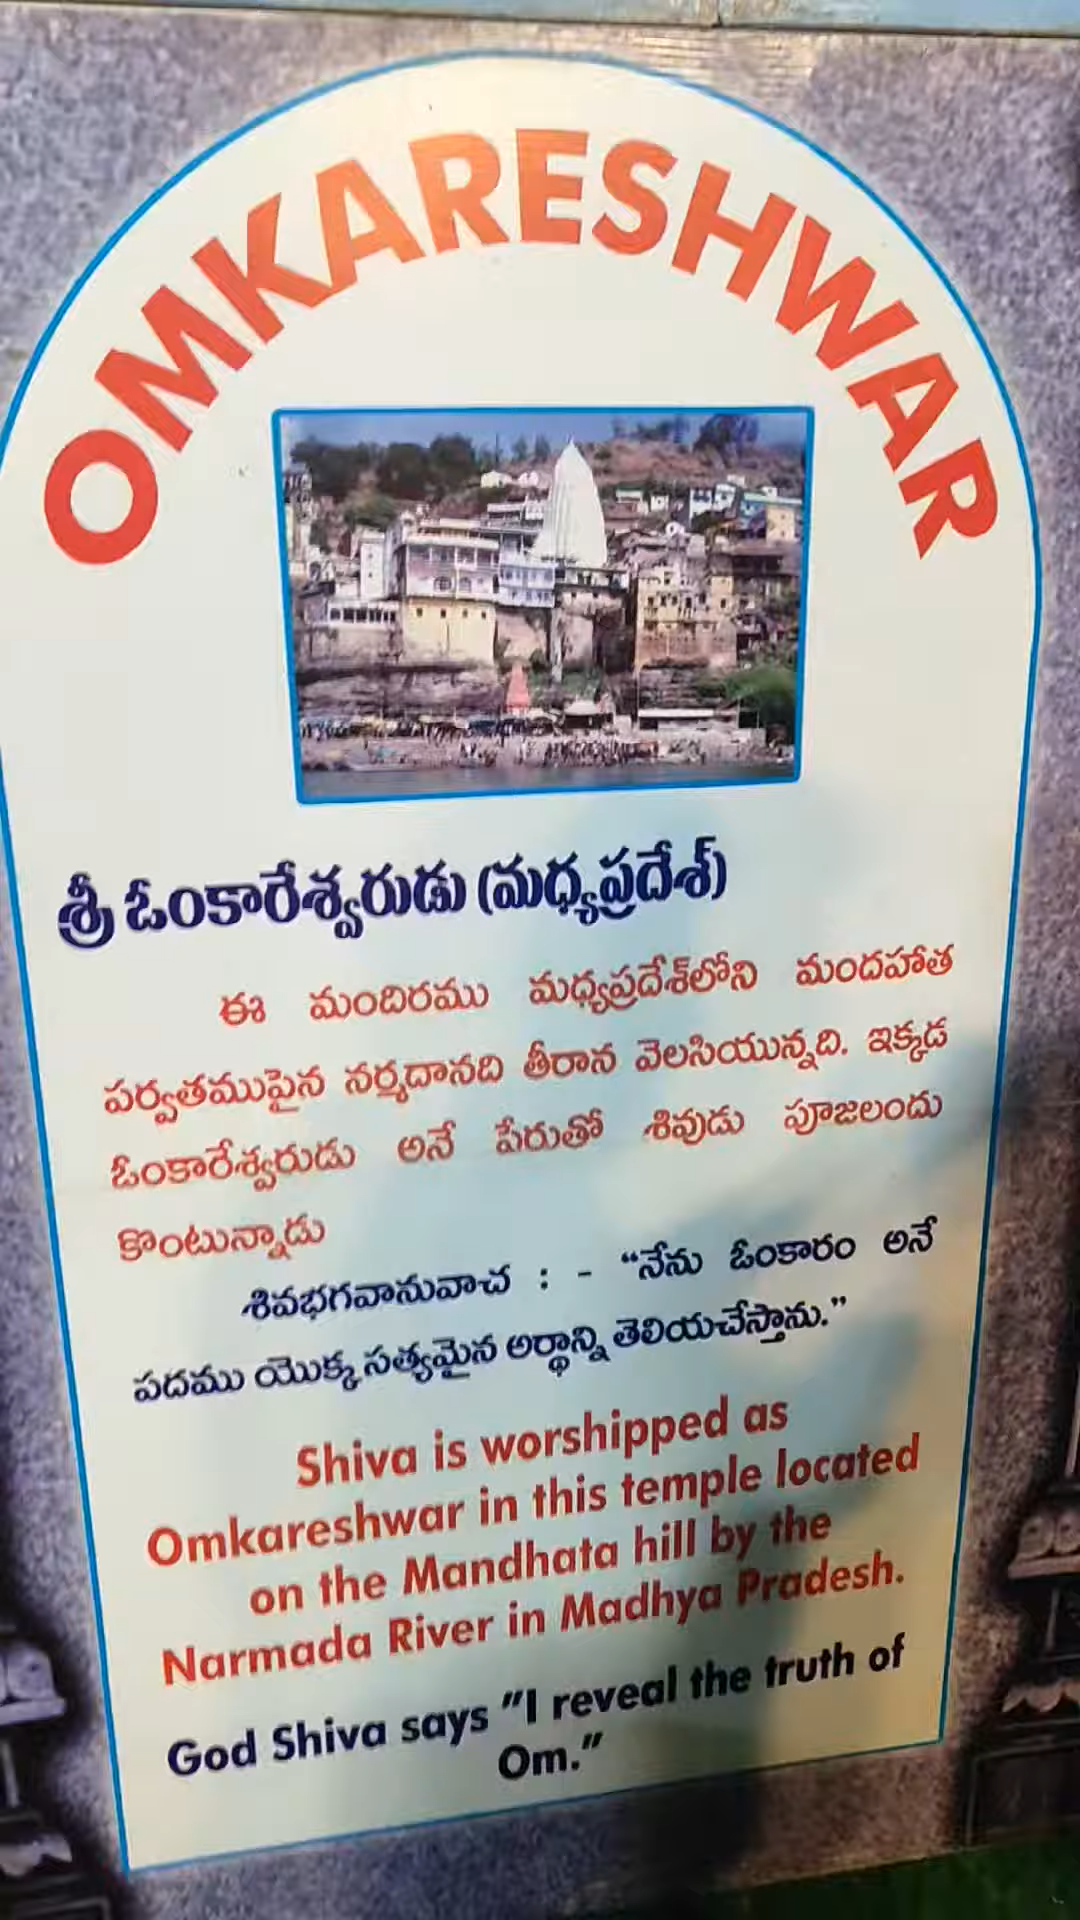 OMKARESHWAR
శ్రీ ఓంకారేశ్వరుడు (మధ్యప్రదేశ్)
ఈ మందిరము మధ్యప్రదేశ్‌లోని మందహాత
పర్వతముపైన నర్మదానది తీరాన వెలసియున్నది. ఇక్కడ
ఓంకారేశ్వరుడు అనే పేరుతో శివుడు పూజలందు
కొంటున్నాడు
శివభగవానువాచ : - “నేను ఓంకారం అనే
పదము యొక్క సత్యమైన అర్థాన్ని తెలియచేస్తాను.”
Shiva is worshipped as
Omkareshwar in this temple located
on the Mandhata hill by the
Narmada River in Madhya Pradesh.
God Shiva says "I reveal the truth of
Om."